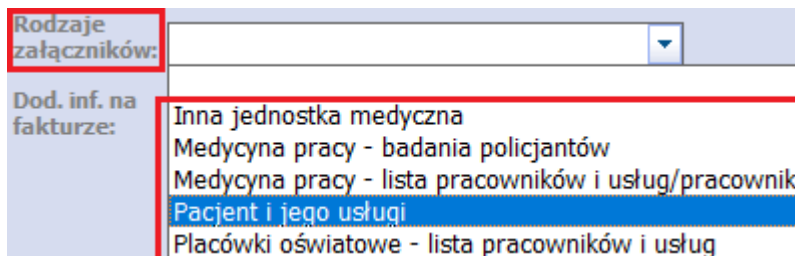 Rodzaje
załączników:
Dod. inf. na
fakturze:
Inna jednostka medyczna
Medycyna pracy - badania policjantów
Medycyna pracy - lista pracowników i usług/pracownik
Pacjent i jego usługi
Placówki oświatowe - lista pracowników i usług